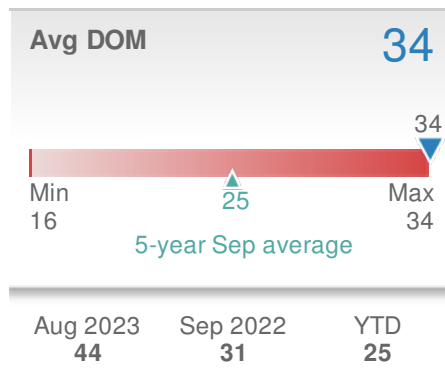 Avg DOM 34
34
Min 25 Max
16 34
5-year Sep average
Aug 2023 Sep 2022 YTD
44 31 25